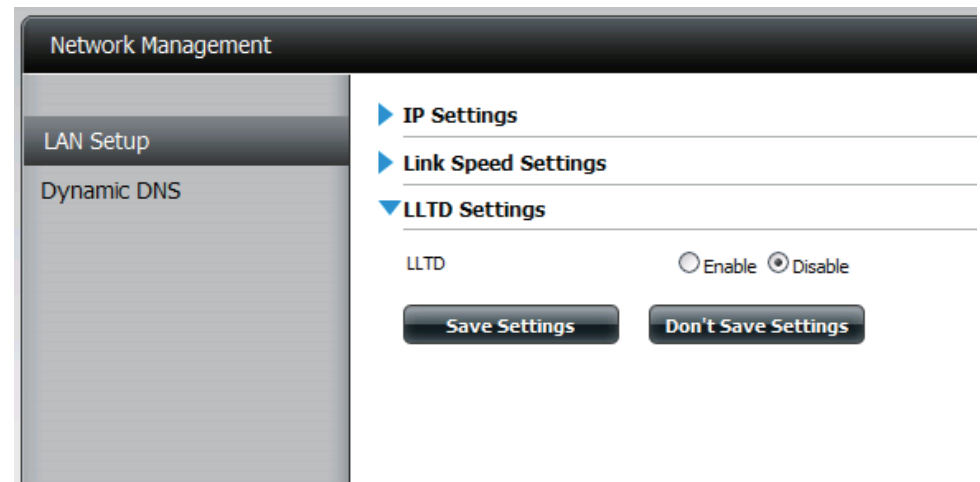 Network Management
LAN Setup
Dynamic DNS
IP Settings
Link Speed Settings
LLTD Settings
LLTD Enable Disable
Save Settings Don't Save Settings